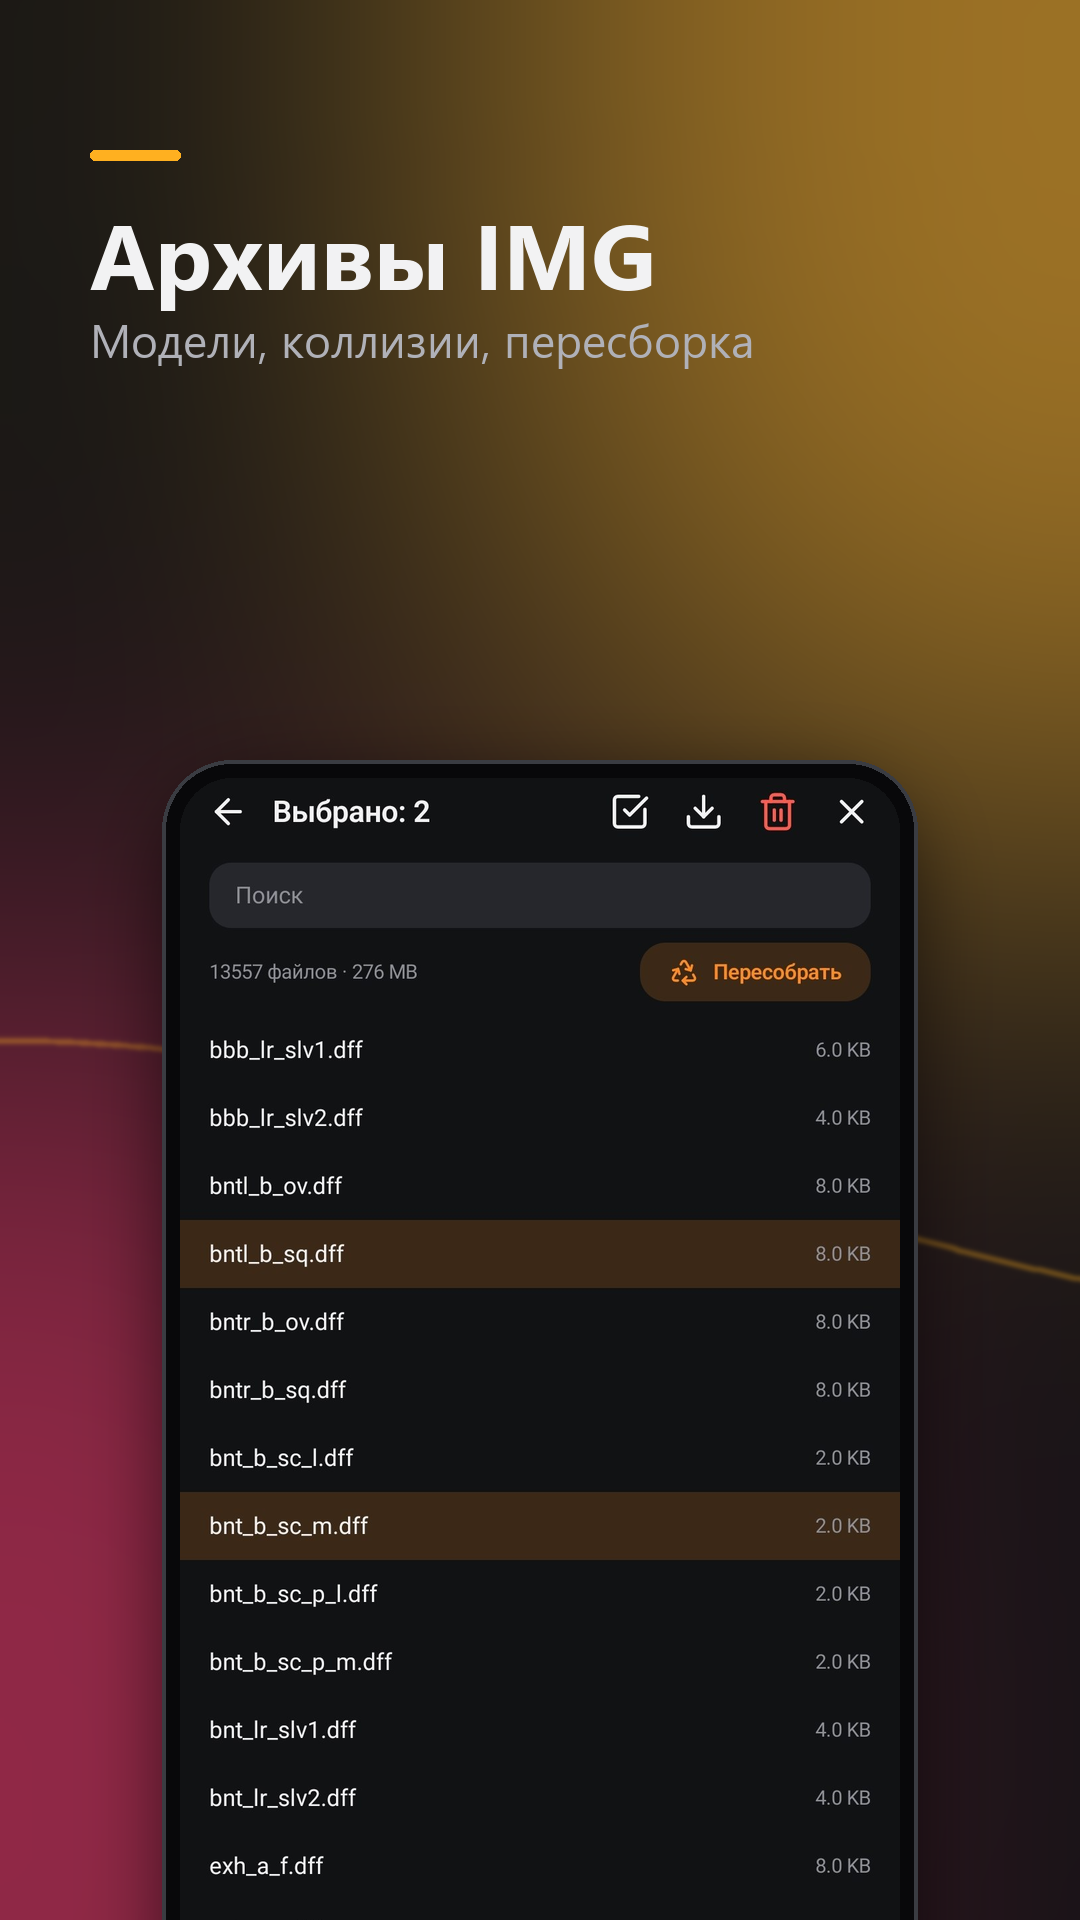 Архивы IMG
Модели, коллизии, пересборка
Выбрано: 2
Поиск
13557 файлов · 276 MB
Пересобрать
bbb_lr_slv1.dff 6.0 KB
bbb_lr_slv2.dff 4.0 KB
bntl_b_ov.dff 8.0 KB
bntl_b_sq.dff 8.0 KB
bntr_b_ov.dff 8.0 KB
bntr_b_sq.dff 8.0 KB
bnt_b_sc_l.dff 2.0 KB
bnt_b_sc_m.dff 2.0 KB
bnt_b_sc_p_l.dff 2.0 KB
bnt_b_sc_p_m.dff 2.0 KB
bnt_lr_slv1.dff 4.0 KB
bnt_lr_slv2.dff 4.0 KB
exh_a_f.dff 8.0 KB